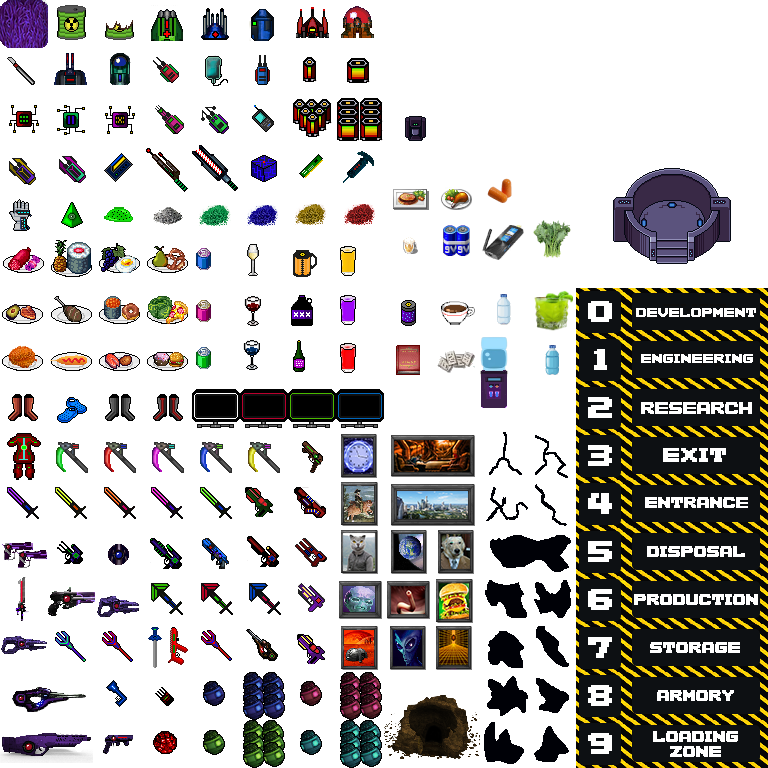 0 DEVELOPMENT
1 ENGINEERING
2 RESEARCH
3 EXIT
4 ENTRANCE
5 DISPOSAL
6 PRODUCTION
7 STORAGE
8 ARMORY
9 LOADING
ZONE